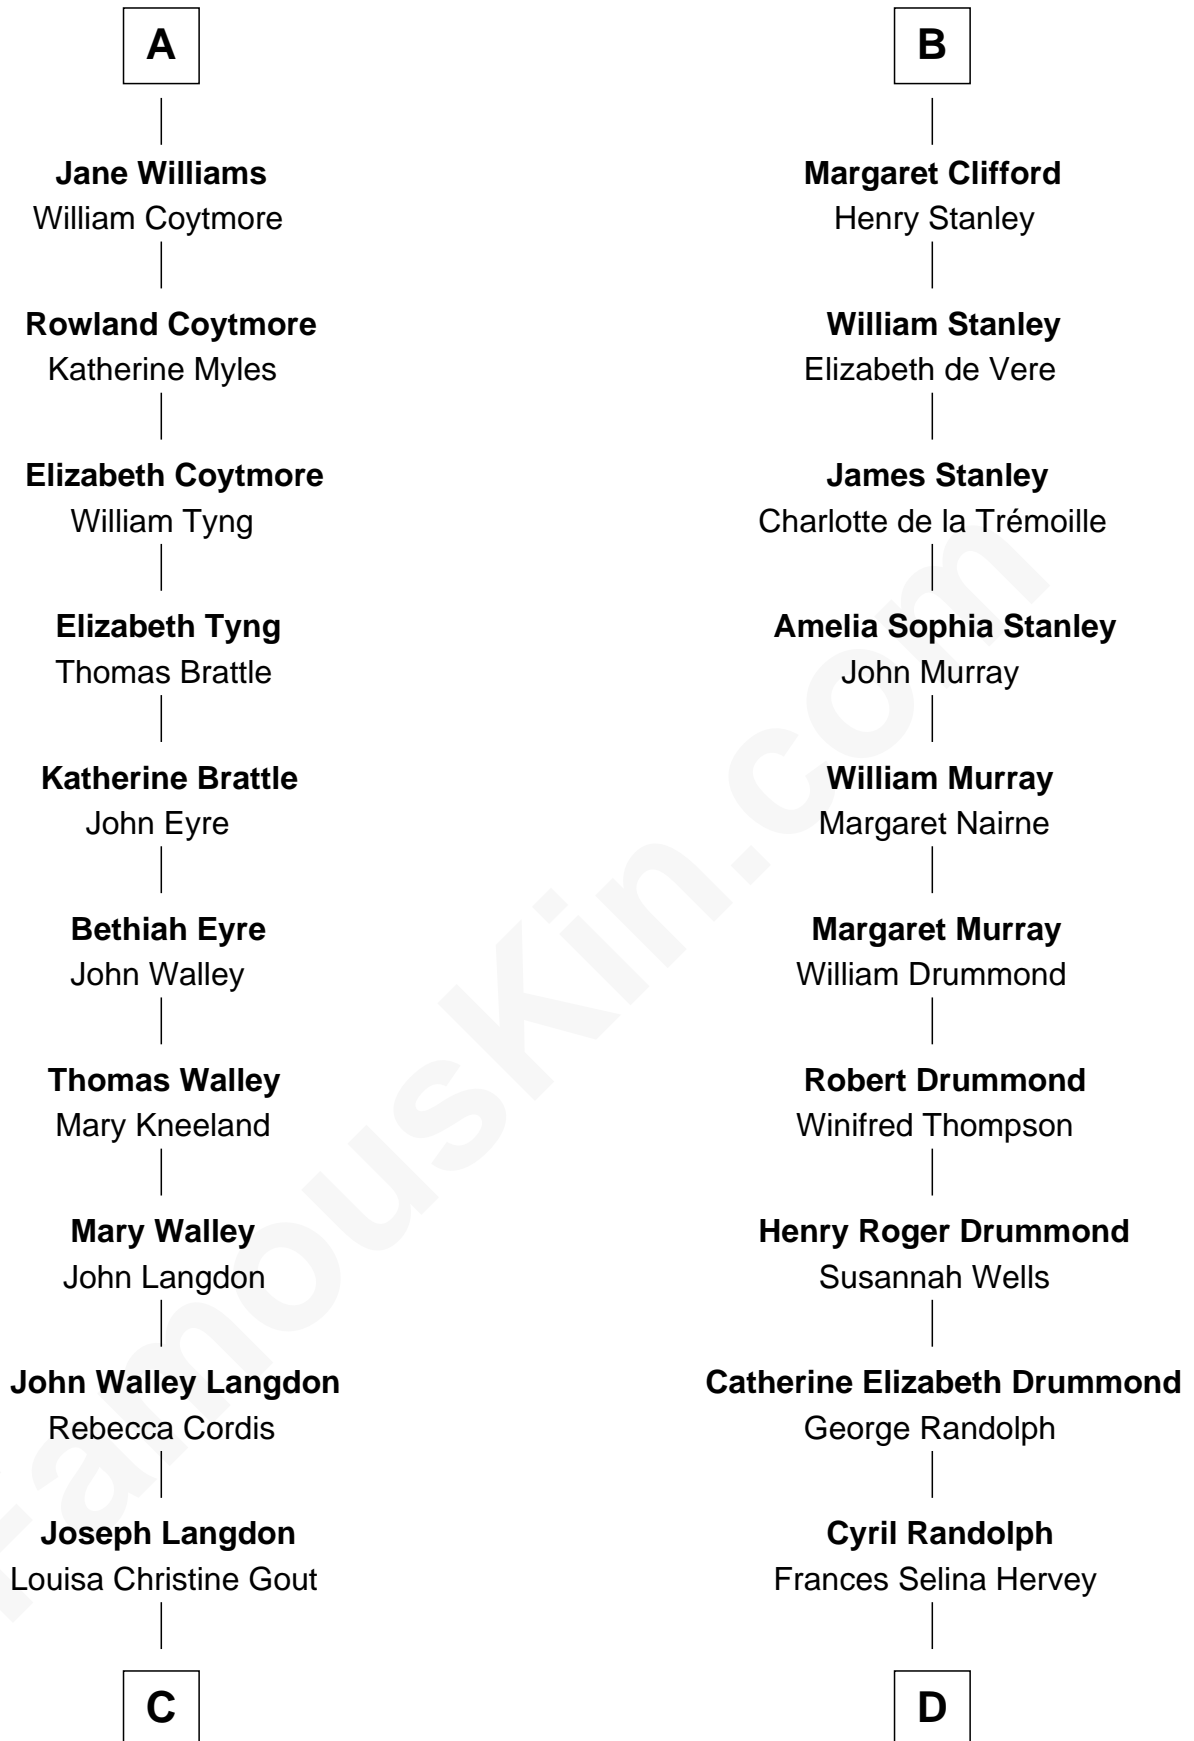 A
Jane Williams
William Coytmore
Rowland Coytmore
Katherine Myles
Elizabeth Coytmore
William Tyng
Elizabeth Tyng
Thomas Brattle
Katherine Brattle
John Eyre
Bethiah Eyre
John Walley
Thomas Walley
Mary Kneeland
Mary Walley
John Langdon
John Walley Langdon
Rebecca Cordis
Joseph Langdon
Louisa Christine Gout
C
B
Margaret Clifford
Henry Stanley
William Stanley
Elizabeth de Vere
James Stanley
Charlotte de la Trémoille
Amelia Sophia Stanley
John Murray
William Murray
Margaret Nairne
Margaret Murray
William Drummond
Robert Drummond
Winifred Thompson
Henry Roger Drummond
Susannah Wells
Catherine Elizabeth Drummond
George Randolph
Cyril Randolph
Frances Selina Hervey
D
FamousKin.com